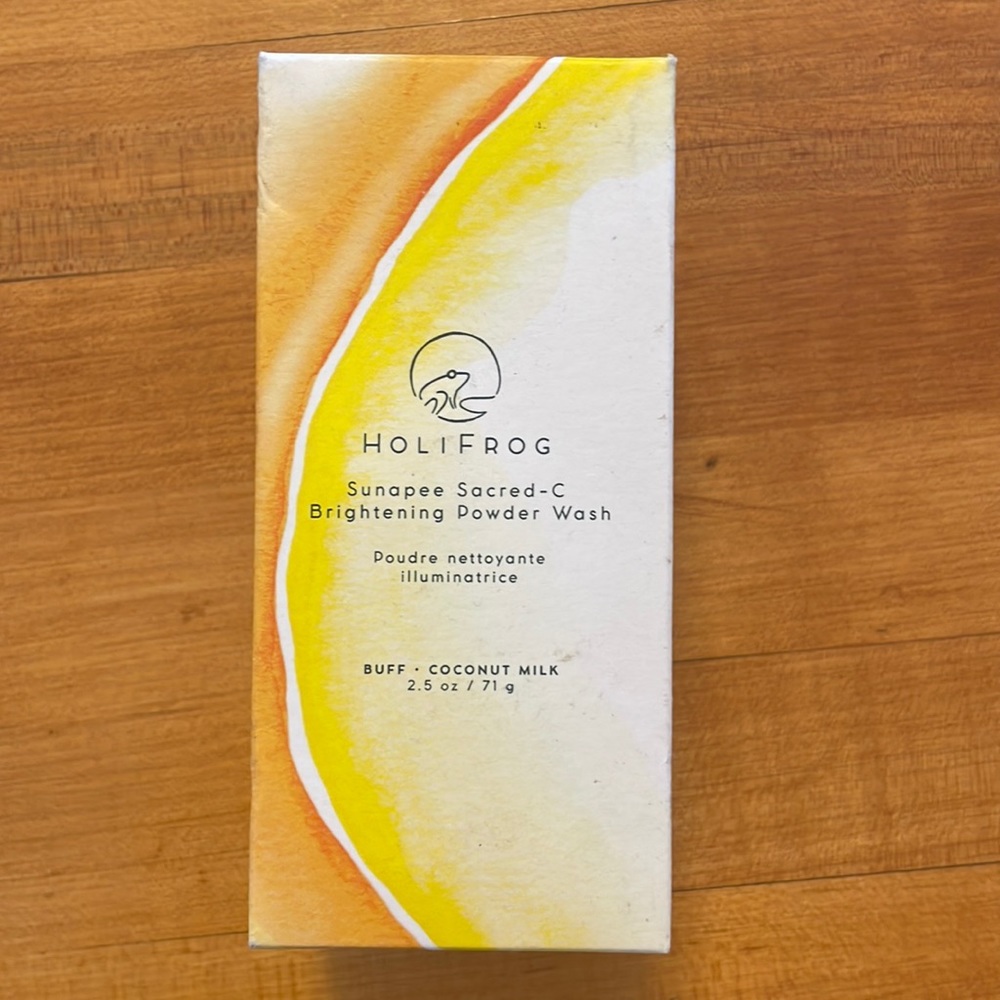 HOLIFROG
Sunapee Sacred-C
Brightening Powder Wash
Poudre nettoyante
illuminatrice
BUFF · COCONUT MILK
2.5 oz / 71 g